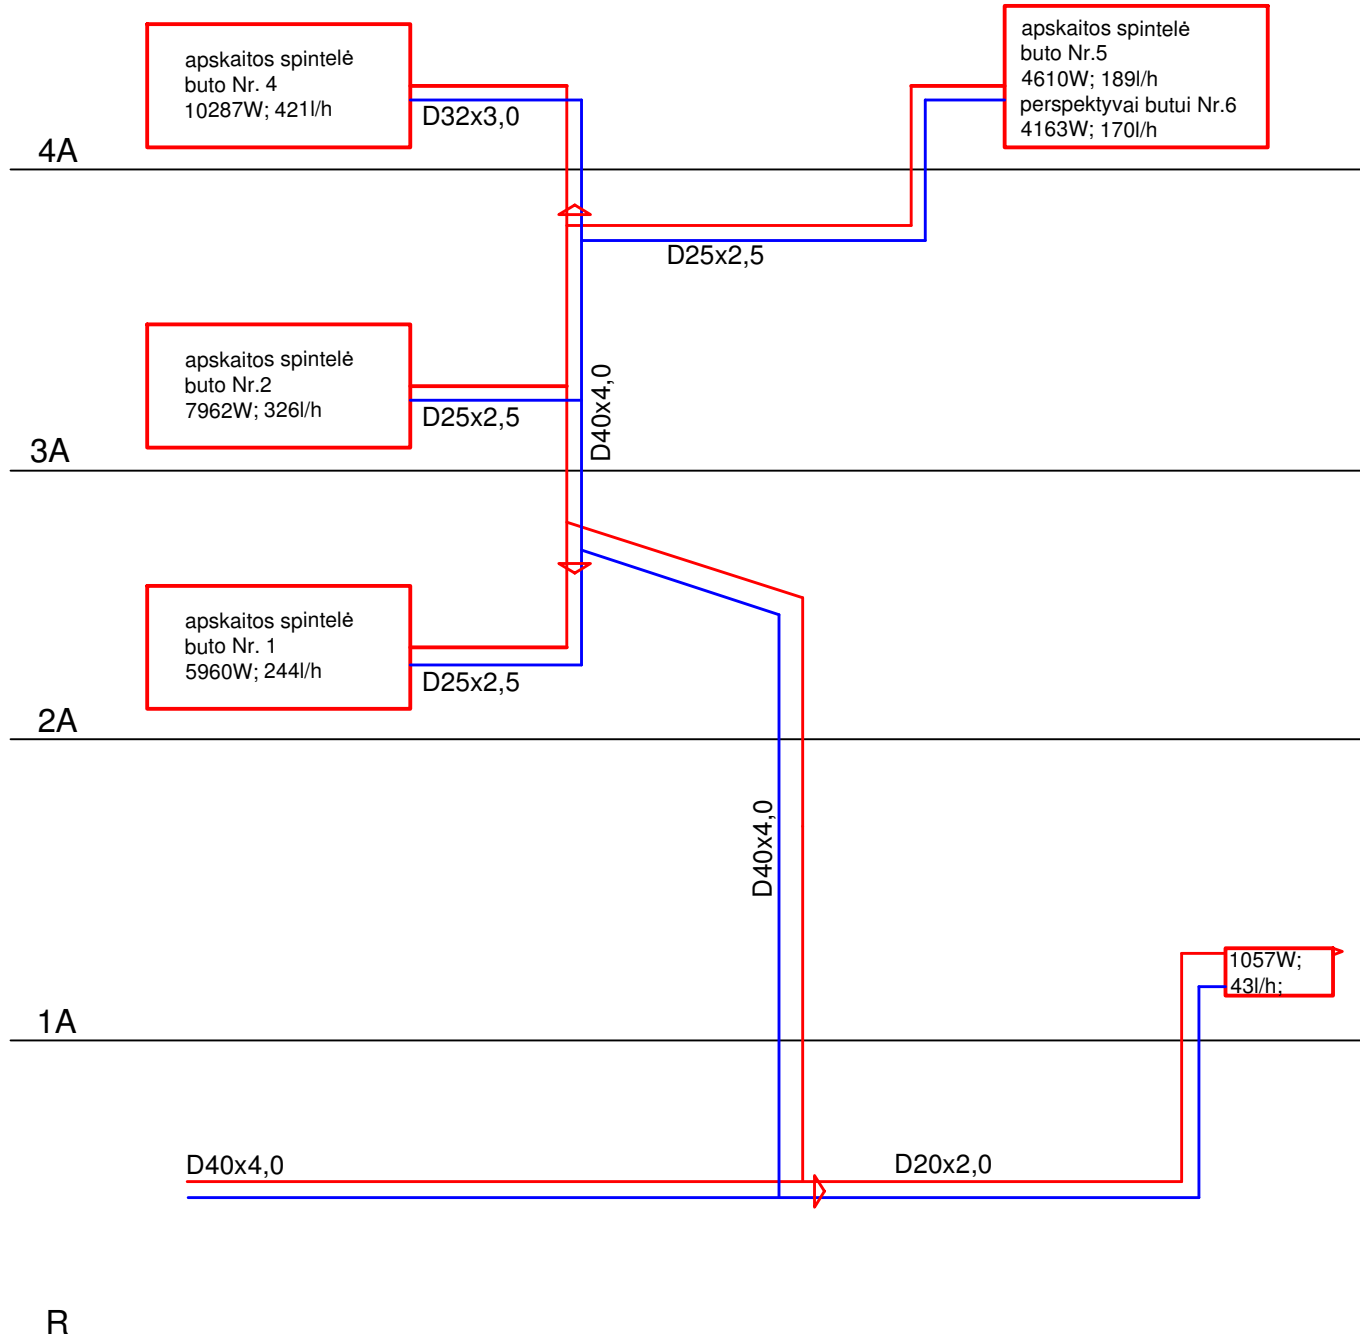 apskaitos spintelė
buto Nr. 4
10287W; 421l/h
D32x3,0
apskaitos spintelė
buto Nr.5
4610W; 189l/h
perspektyvai butui Nr.6
4163W; 170l/h
4A
D25x2,5
apskaitos spintelė
buto Nr.2
7962W; 326l/h
D25x2,5
D40x4,0
3A
apskaitos spintelė
buto Nr. 1
5960W; 244l/h
D25x2,5
2A
D40x4,0
1057W;
43l/h;
1A
D40x4,0
D20x2,0
R